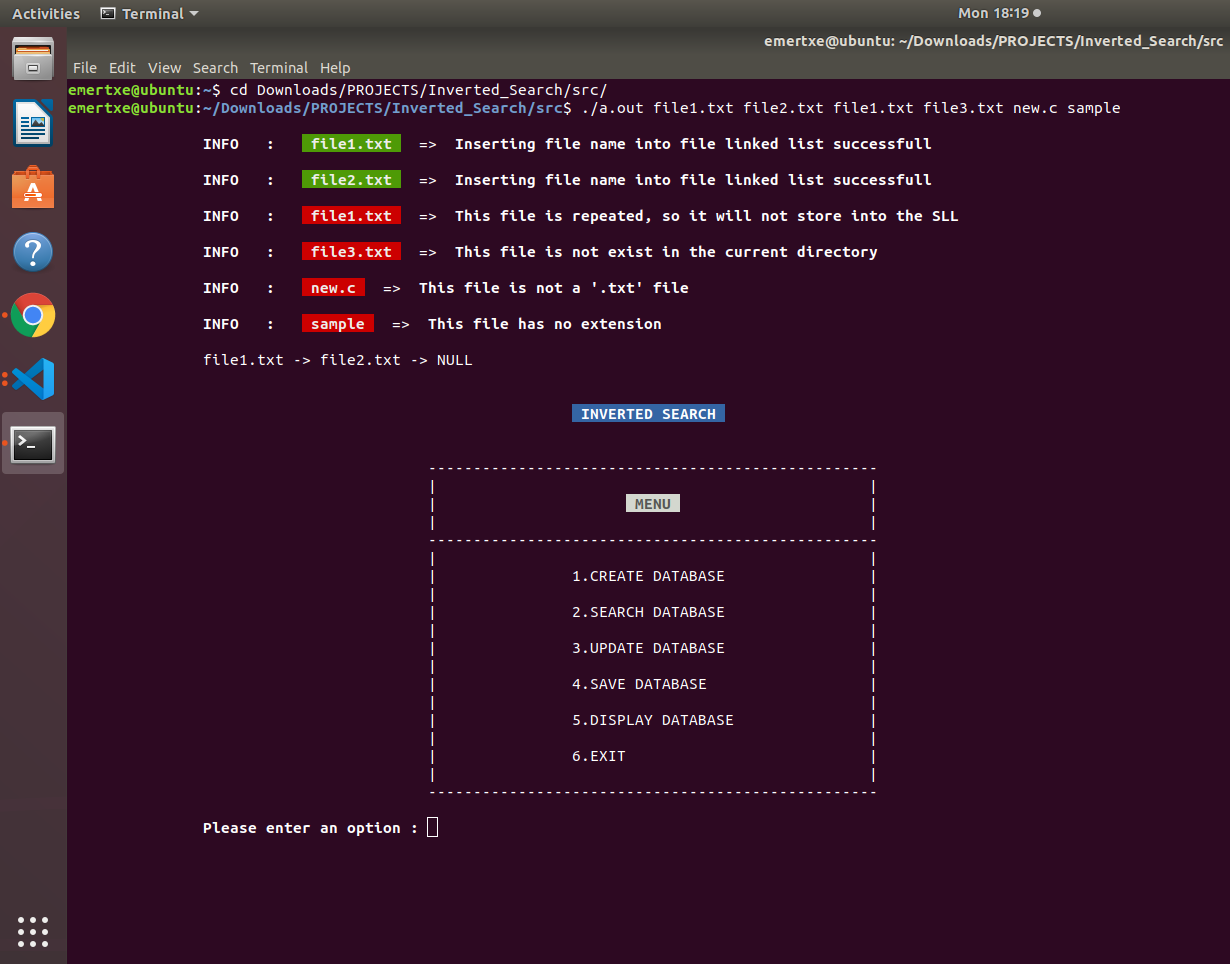 Activities Terminal Mon 18:19
emertxe@ubuntu: ~/Downloads/PROJECTS/Inverted_Search/src
File Edit View Search Terminal Help
emertxe@ubuntu:~$ cd Downloads/PROJECTS/Inverted_Search/src/
emertxe@ubuntu:~/Downloads/PROJECTS/Inverted_Search/src$ ./a.out file1.txt file2.txt file1.txt file3.txt new.c sample
INFO : file1.txt => Inserting file name into file linked list successfull
INFO : file2.txt => Inserting file name into file linked list successfull
INFO : file1.txt => This file is repeated, so it will not store into the SLL
INFO : file3.txt => This file is not exist in the current directory
INFO : new.c => This file is not a '.txt' file
INFO : sample => This file has no extension
file1.txt -> file2.txt -> NULL
INVERTED SEARCH
MENU
1.CREATE DATABASE
2.SEARCH DATABASE
3.UPDATE DATABASE
4.SAVE DATABASE
5.DISPLAY DATABASE
6.EXIT
Please enter an option :